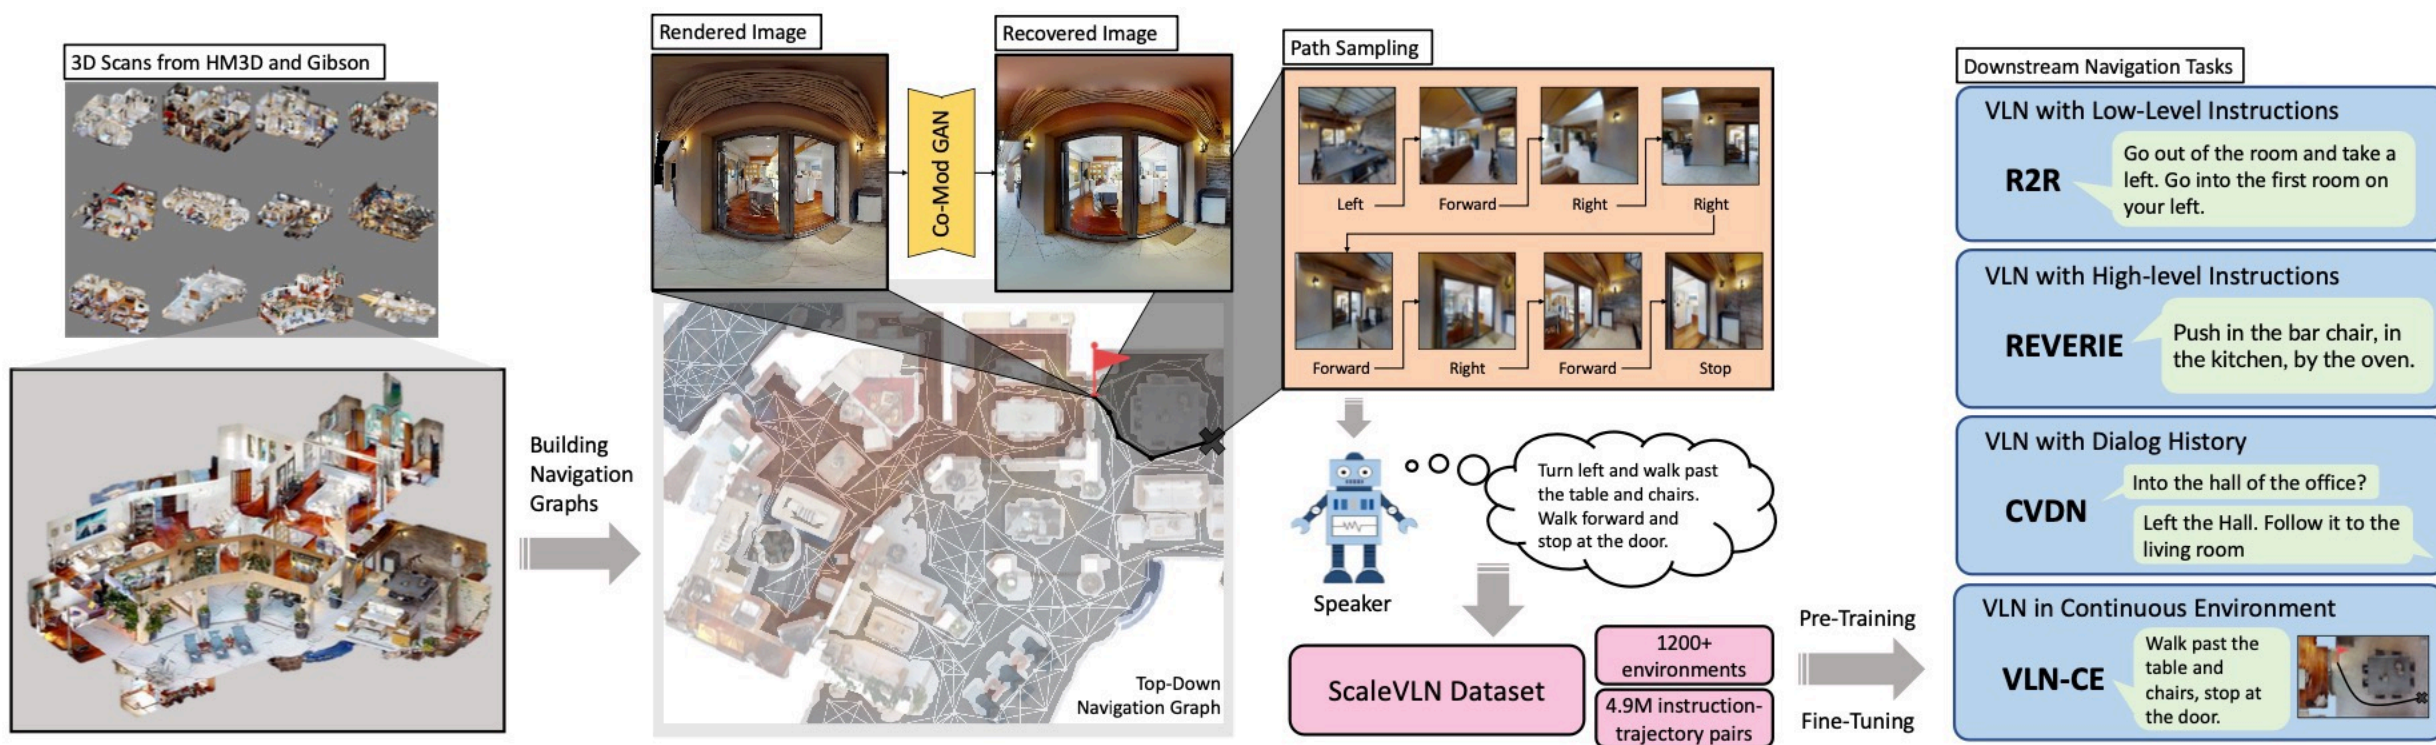 3D Scans from HM3D and Gibson
Building
Navigation
Graphs
Rendered Image
Co-Mod GAN
Recovered Image
Top-Down
Navigation Graph
Path Sampling
Left
Forward
Right
Right
Forward
Right
Forward
Stop
Speaker
Turn left and walk past
the table and chairs.
Walk forward and
stop at the door.
ScaleVLN Dataset
1200+
environments
4.9M instruction-
trajectory pairs
Pre-Training
Fine-Tuning
Downstream Navigation Tasks
VLN with Low-Level Instructions
R2R
Go out of the room and take a
left. Go into the first room on
your left.
VLN with High-level Instructions
REVERIE
Push in the bar chair, in
the kitchen, by the oven.
VLN with Dialog History
CVDN
Into the hall of the office?
Left the Hall. Follow it to the
living room
VLN in Continuous Environment
VLN-CE
Walk past the
table and
chairs, stop at
the door.